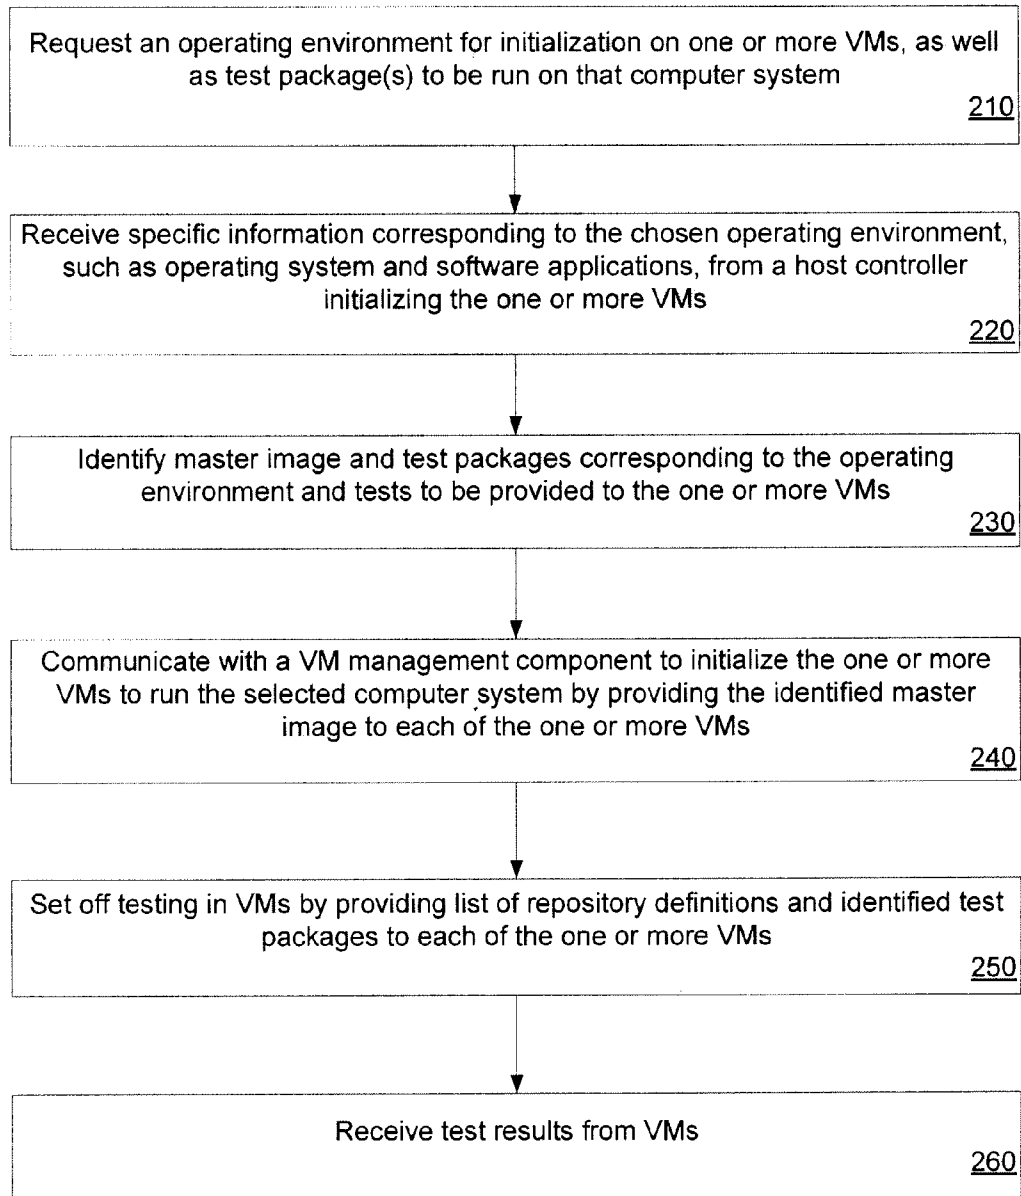 Request an operating environment for initialization on one or more VMs, as well
as test package(s) to be run on that computer system
210
Receive specific information corresponding to the chosen operating environment,
such as operating system and software applications, from a host controller
initializing the one or more VMs
220
Identify master image and test packages corresponding to the operating
environment and tests to be provided to the one or more VMs
230
Communicate with a VM management component to initialize the one or more
VMs to run the selected computer system by providing the identified master
image to each of the one or more VMs
240
Set off testing in VMs by providing list of repository definitions and identified test
packages to each of the one or more VMs
250
Receive test results from VMs
260